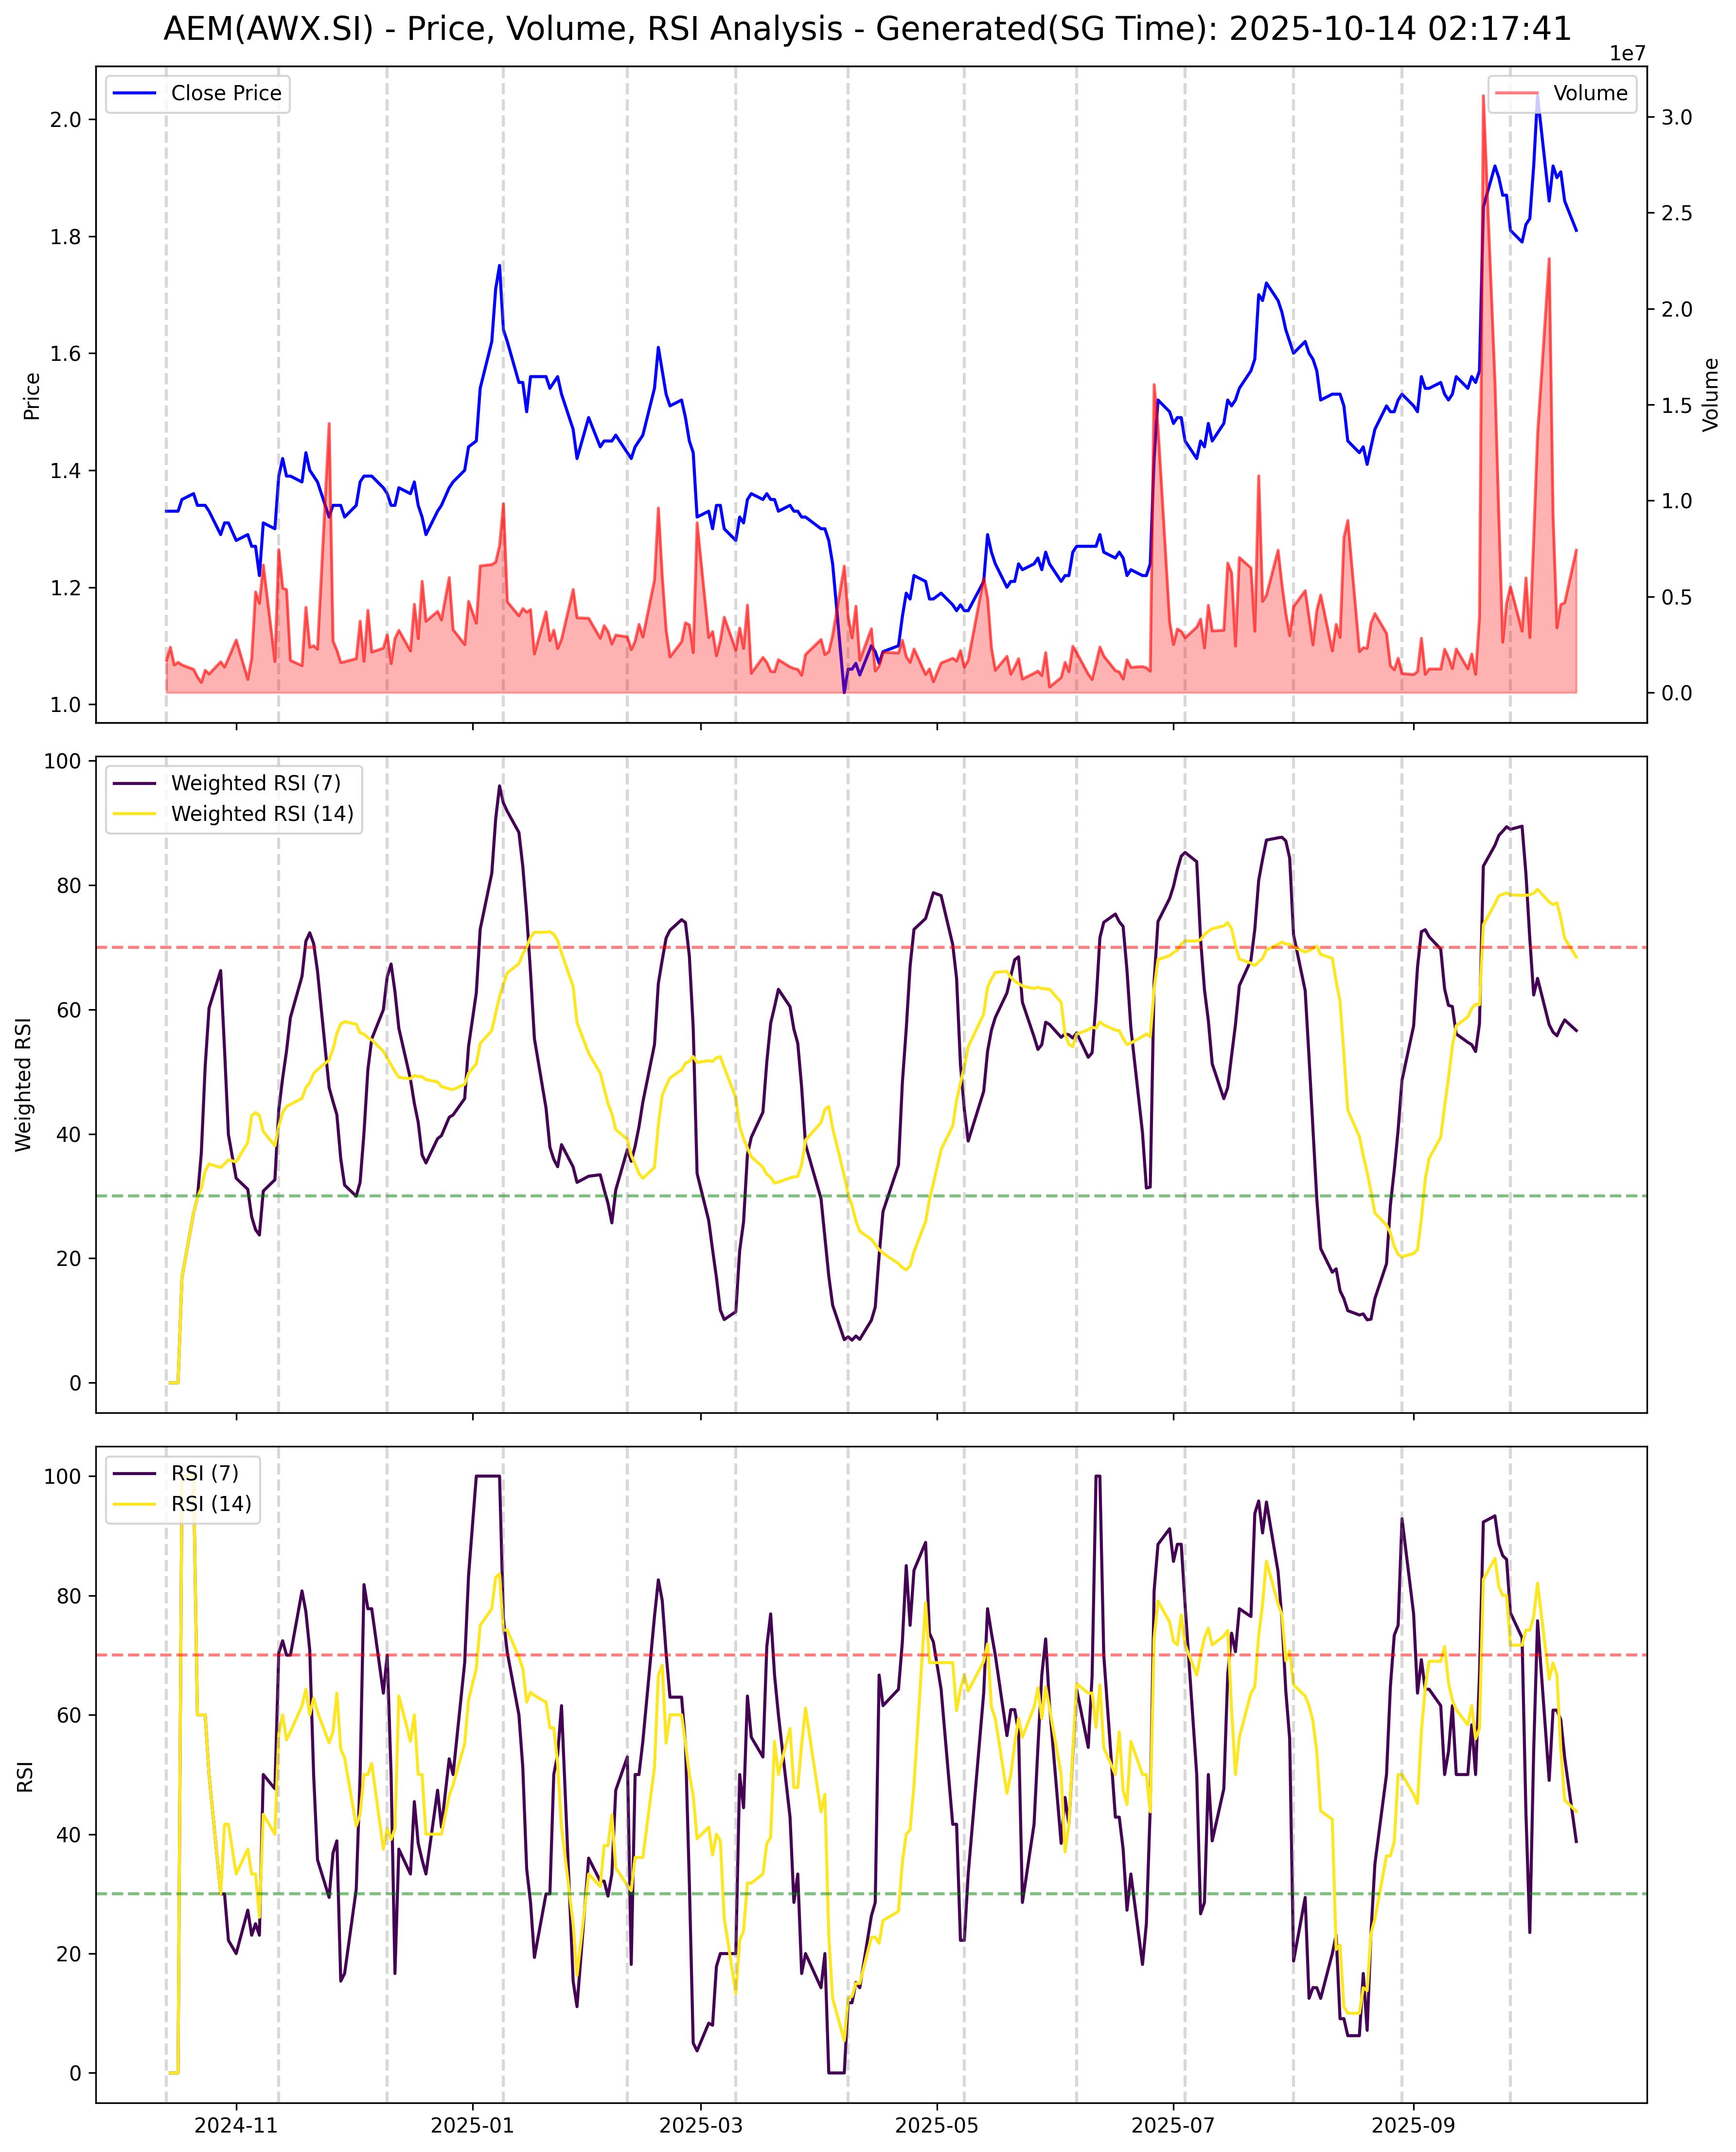 AEM(AWX.SI) - Price, Volume, RSI Analysis - Generated(SG Time): 2025-10-14 02:17:41
1e7
Close Price
Volume
2.0
1.8
1.6
1.4
1.2
1.0
Price
3.0
2.5
2.0
1.5
1.0
0.5
0.0
Volume
Weighted RSI (7)
Weighted RSI (14)
100
80
60
40
20
0
Weighted RSI
RSI (7)
RSI (14)
100
80
60
40
20
0
RSI
2024-11
2025-01
2025-03
2025-05
2025-07
2025-09